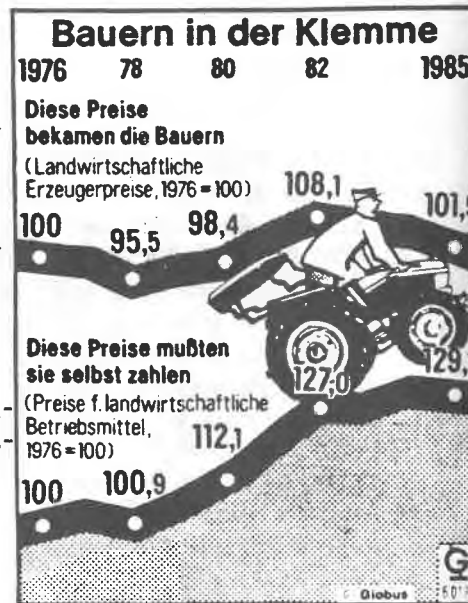 Bauern in der Klemme
1976 78 80 82 1985
Diese Preise
bekamen die Bauern
(Landwirtschaftliche
Erzeugerpreise, 1976 = 100)
100 95,5 98,4 108,1 101,
Diese Preise mußten
sie selbst zahlen
(Preise f. landwirtschaftliche
Betriebsmittel,
1976 = 100)
100 100,9 112,1 127,0 129,
Globus